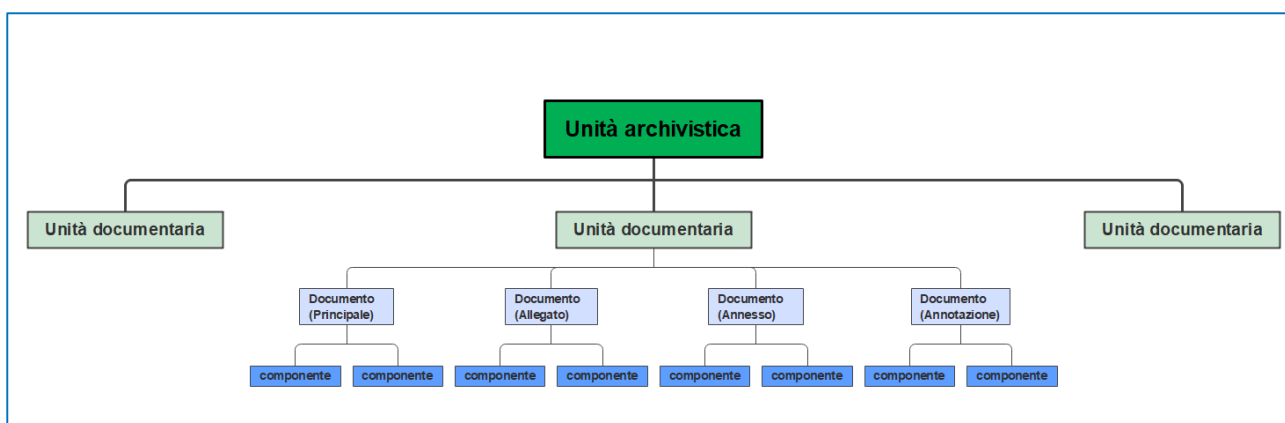 Unità archivistica
Unità documentaria
Unità documentaria
Unità documentaria
Documento
(Principale)
Documento
(Allegato)
Documento
(Annesso)
Documento
(Annotazione)
componente
componente
componente
componente
componente
componente
componente
componente